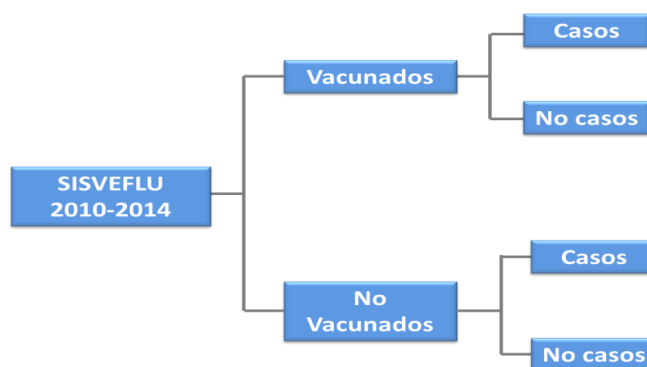 Casos
Vacunados
No casos
SISVEFLU
2010-2014
Casos
No
Vacunados
No casos